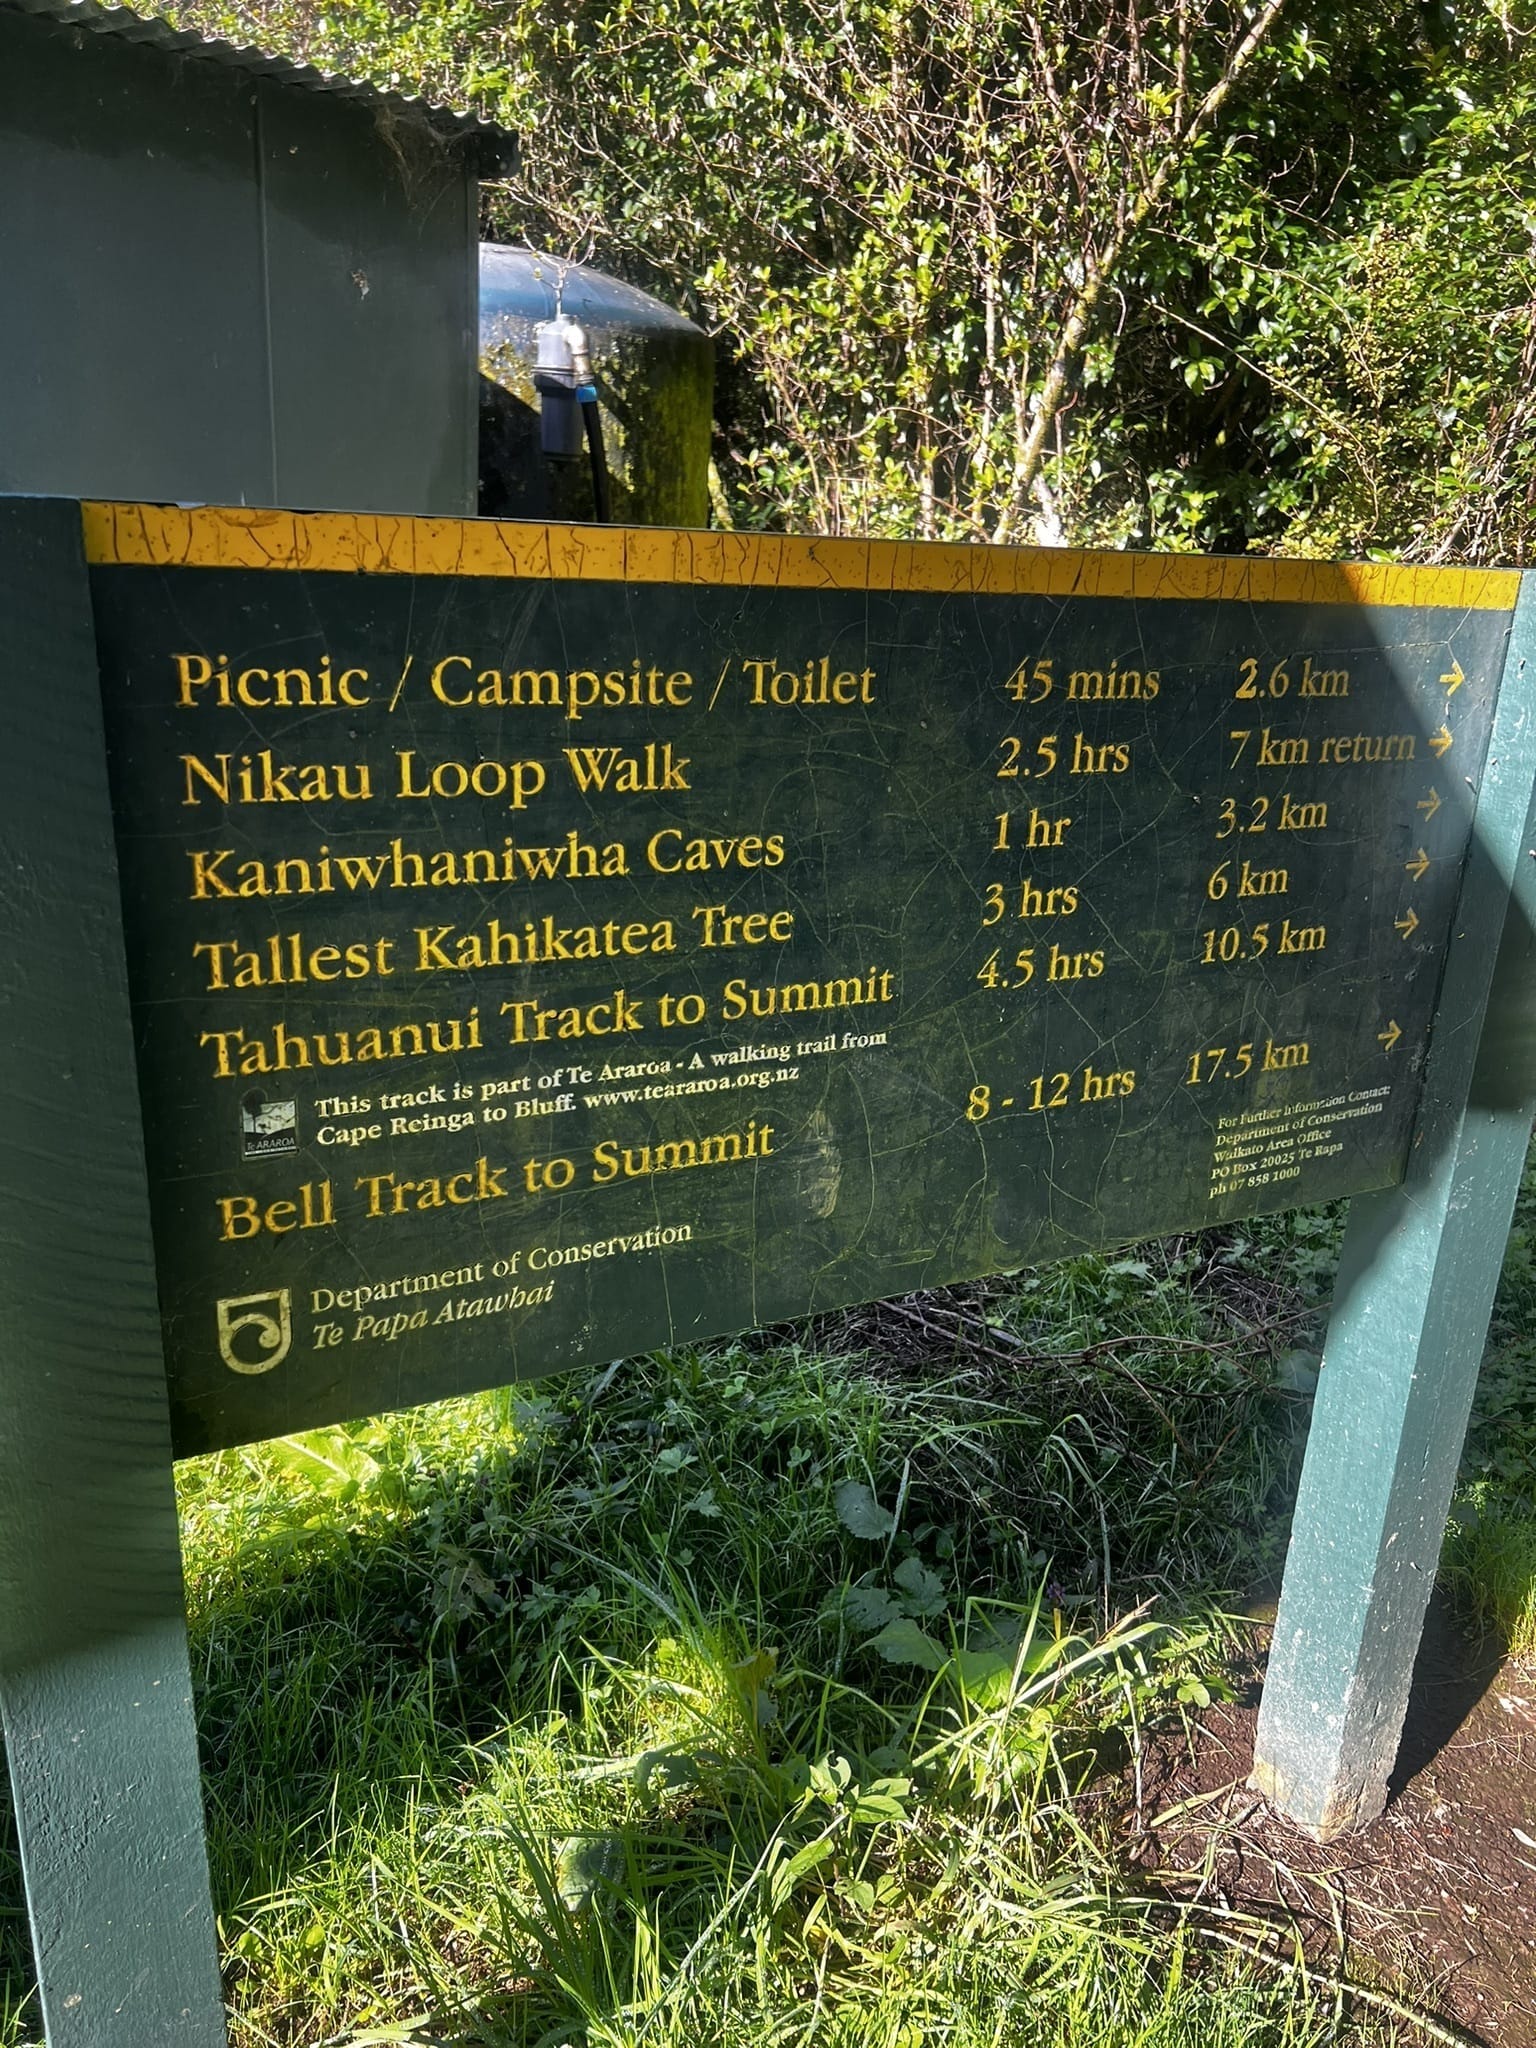 Picnic / Campsite / Toilet 45 mins 2.6 km →
Nikau Loop Walk 2.5 hrs 7 km return →
Kaniwhaniwha Caves 1 hr 3.2 km →
Tallest Kahikatea Tree 3 hrs 6 km →
Tahuanui Track to Summit 4.5 hrs 10.5 km →
This track is part of Te Araroa - A walking trail from
Cape Reinga to Bluff. www.teararoa.org.nz
Te ARAROA
Bell Track to Summit 8 - 12 hrs 17.5 km →
Department of Conservation
Te Papa Atawhai
For Further Information Contact:
Department of Conservation
Waikato Area Office
PO Box 20025 Te Rapa
ph 07 858 1000